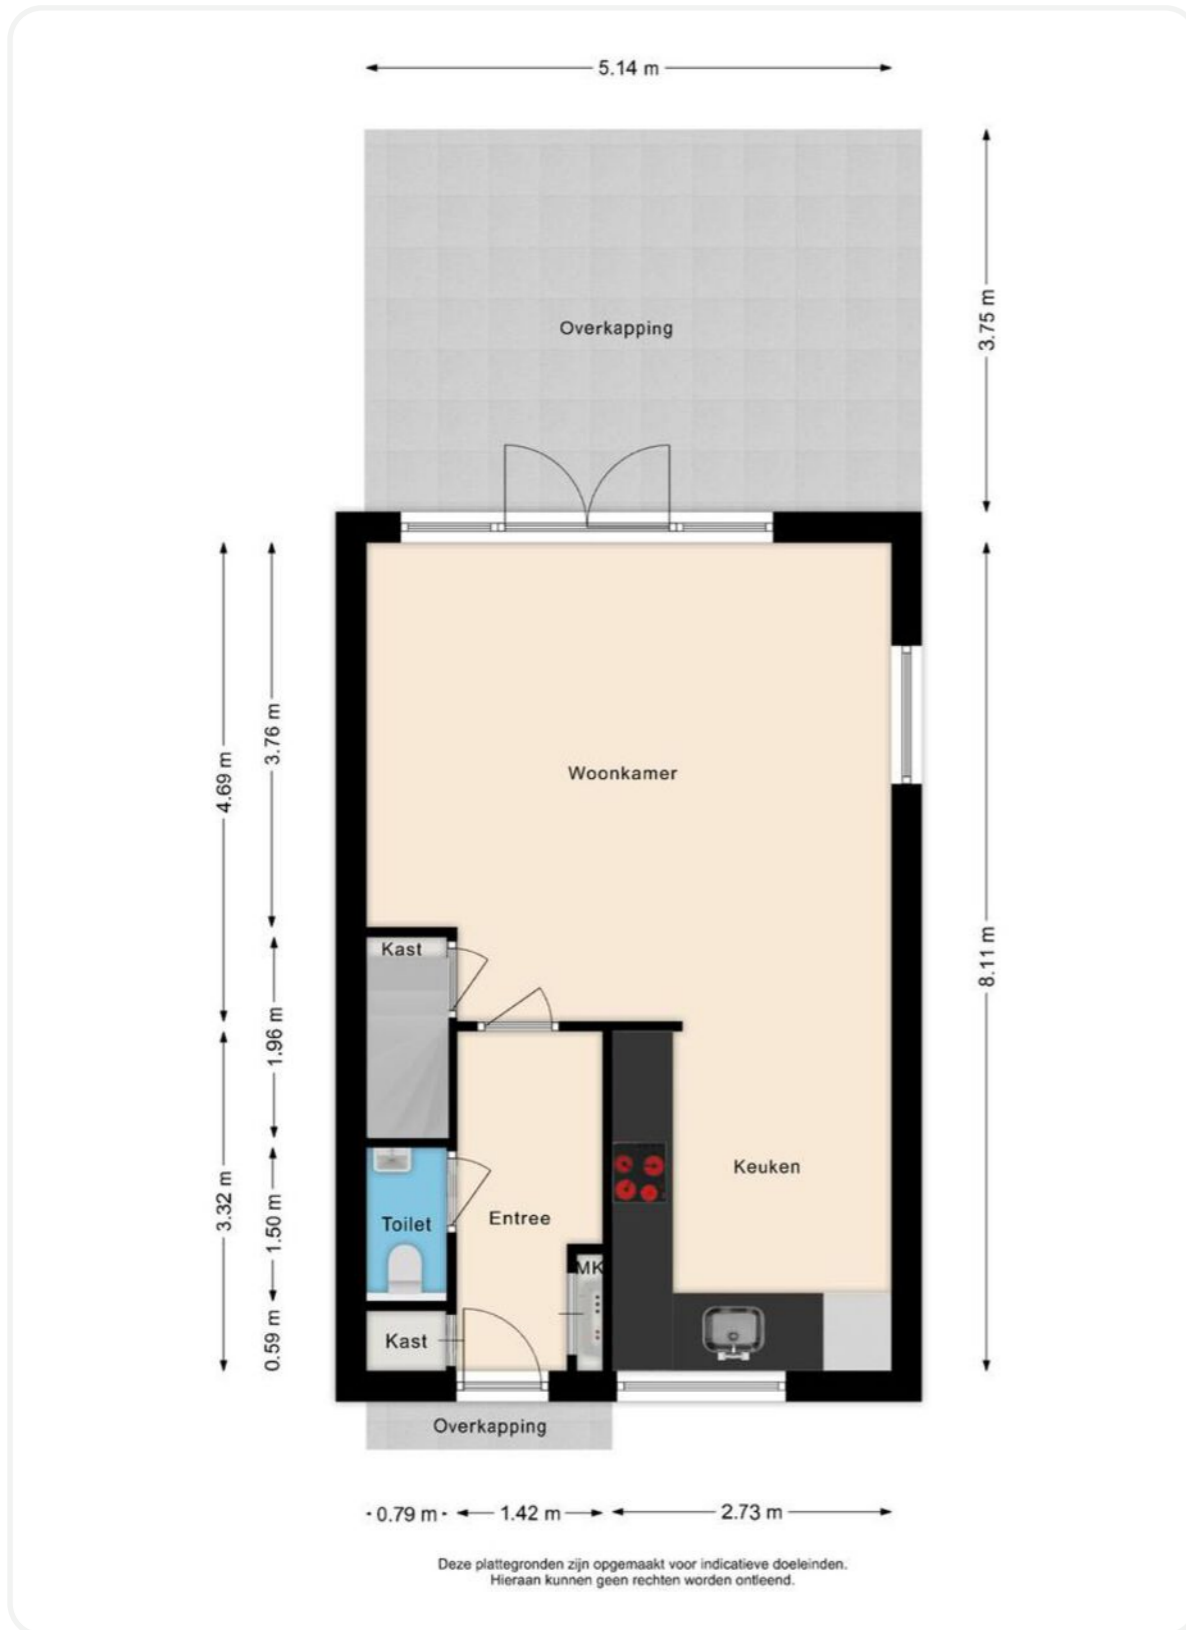 5.14 m
Overkapping
3.75 m
3.76 m
4.69 m
Woonkamer
8.11 m
Kast
1.96 m
Keuken
3.32 m
1.50 m
Toilet
Entree
MK
0.59 m
Kast
Overkapping
0.79 m
1.42 m
2.73 m
Deze plattegronden zijn opgemaakt voor indicatieve doeleinden.
Hieraan kunnen geen rechten worden ontleend.